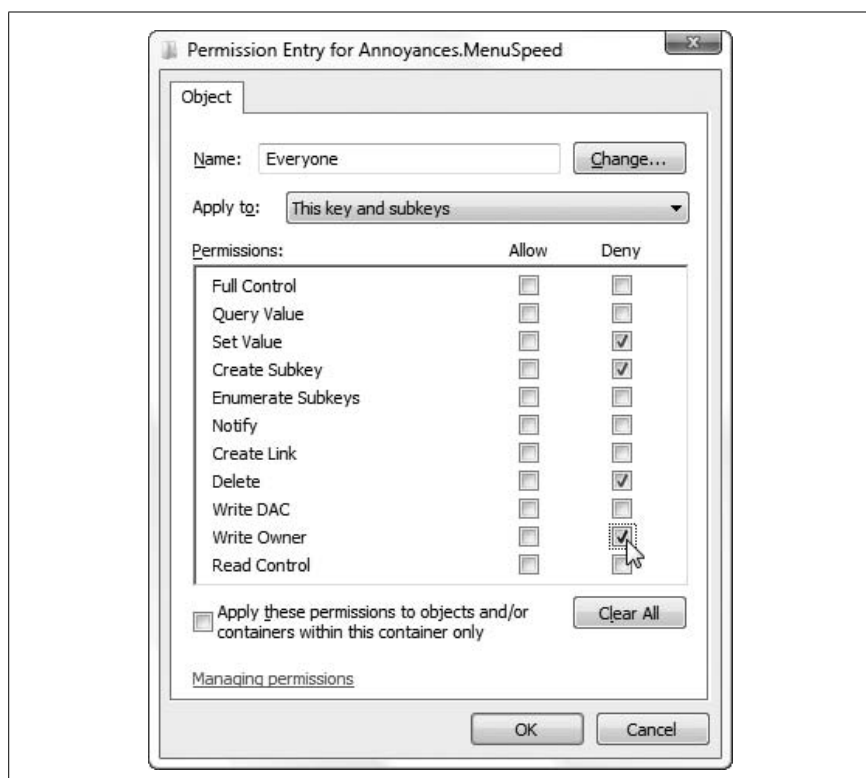 Permission Entry for Annoyances.MenuSpeed
Object
Name: Everyone Change...
Apply to: This key and subkeys
Permissions: Allow Deny
Full Control
Query Value
Set Value
Create Subkey
Enumerate Subkeys
Notify
Create Link
Delete
Write DAC
Write Owner
Read Control
Apply these permissions to objects and/or
containers within this container only
Clear All
Managing permissions
OK Cancel